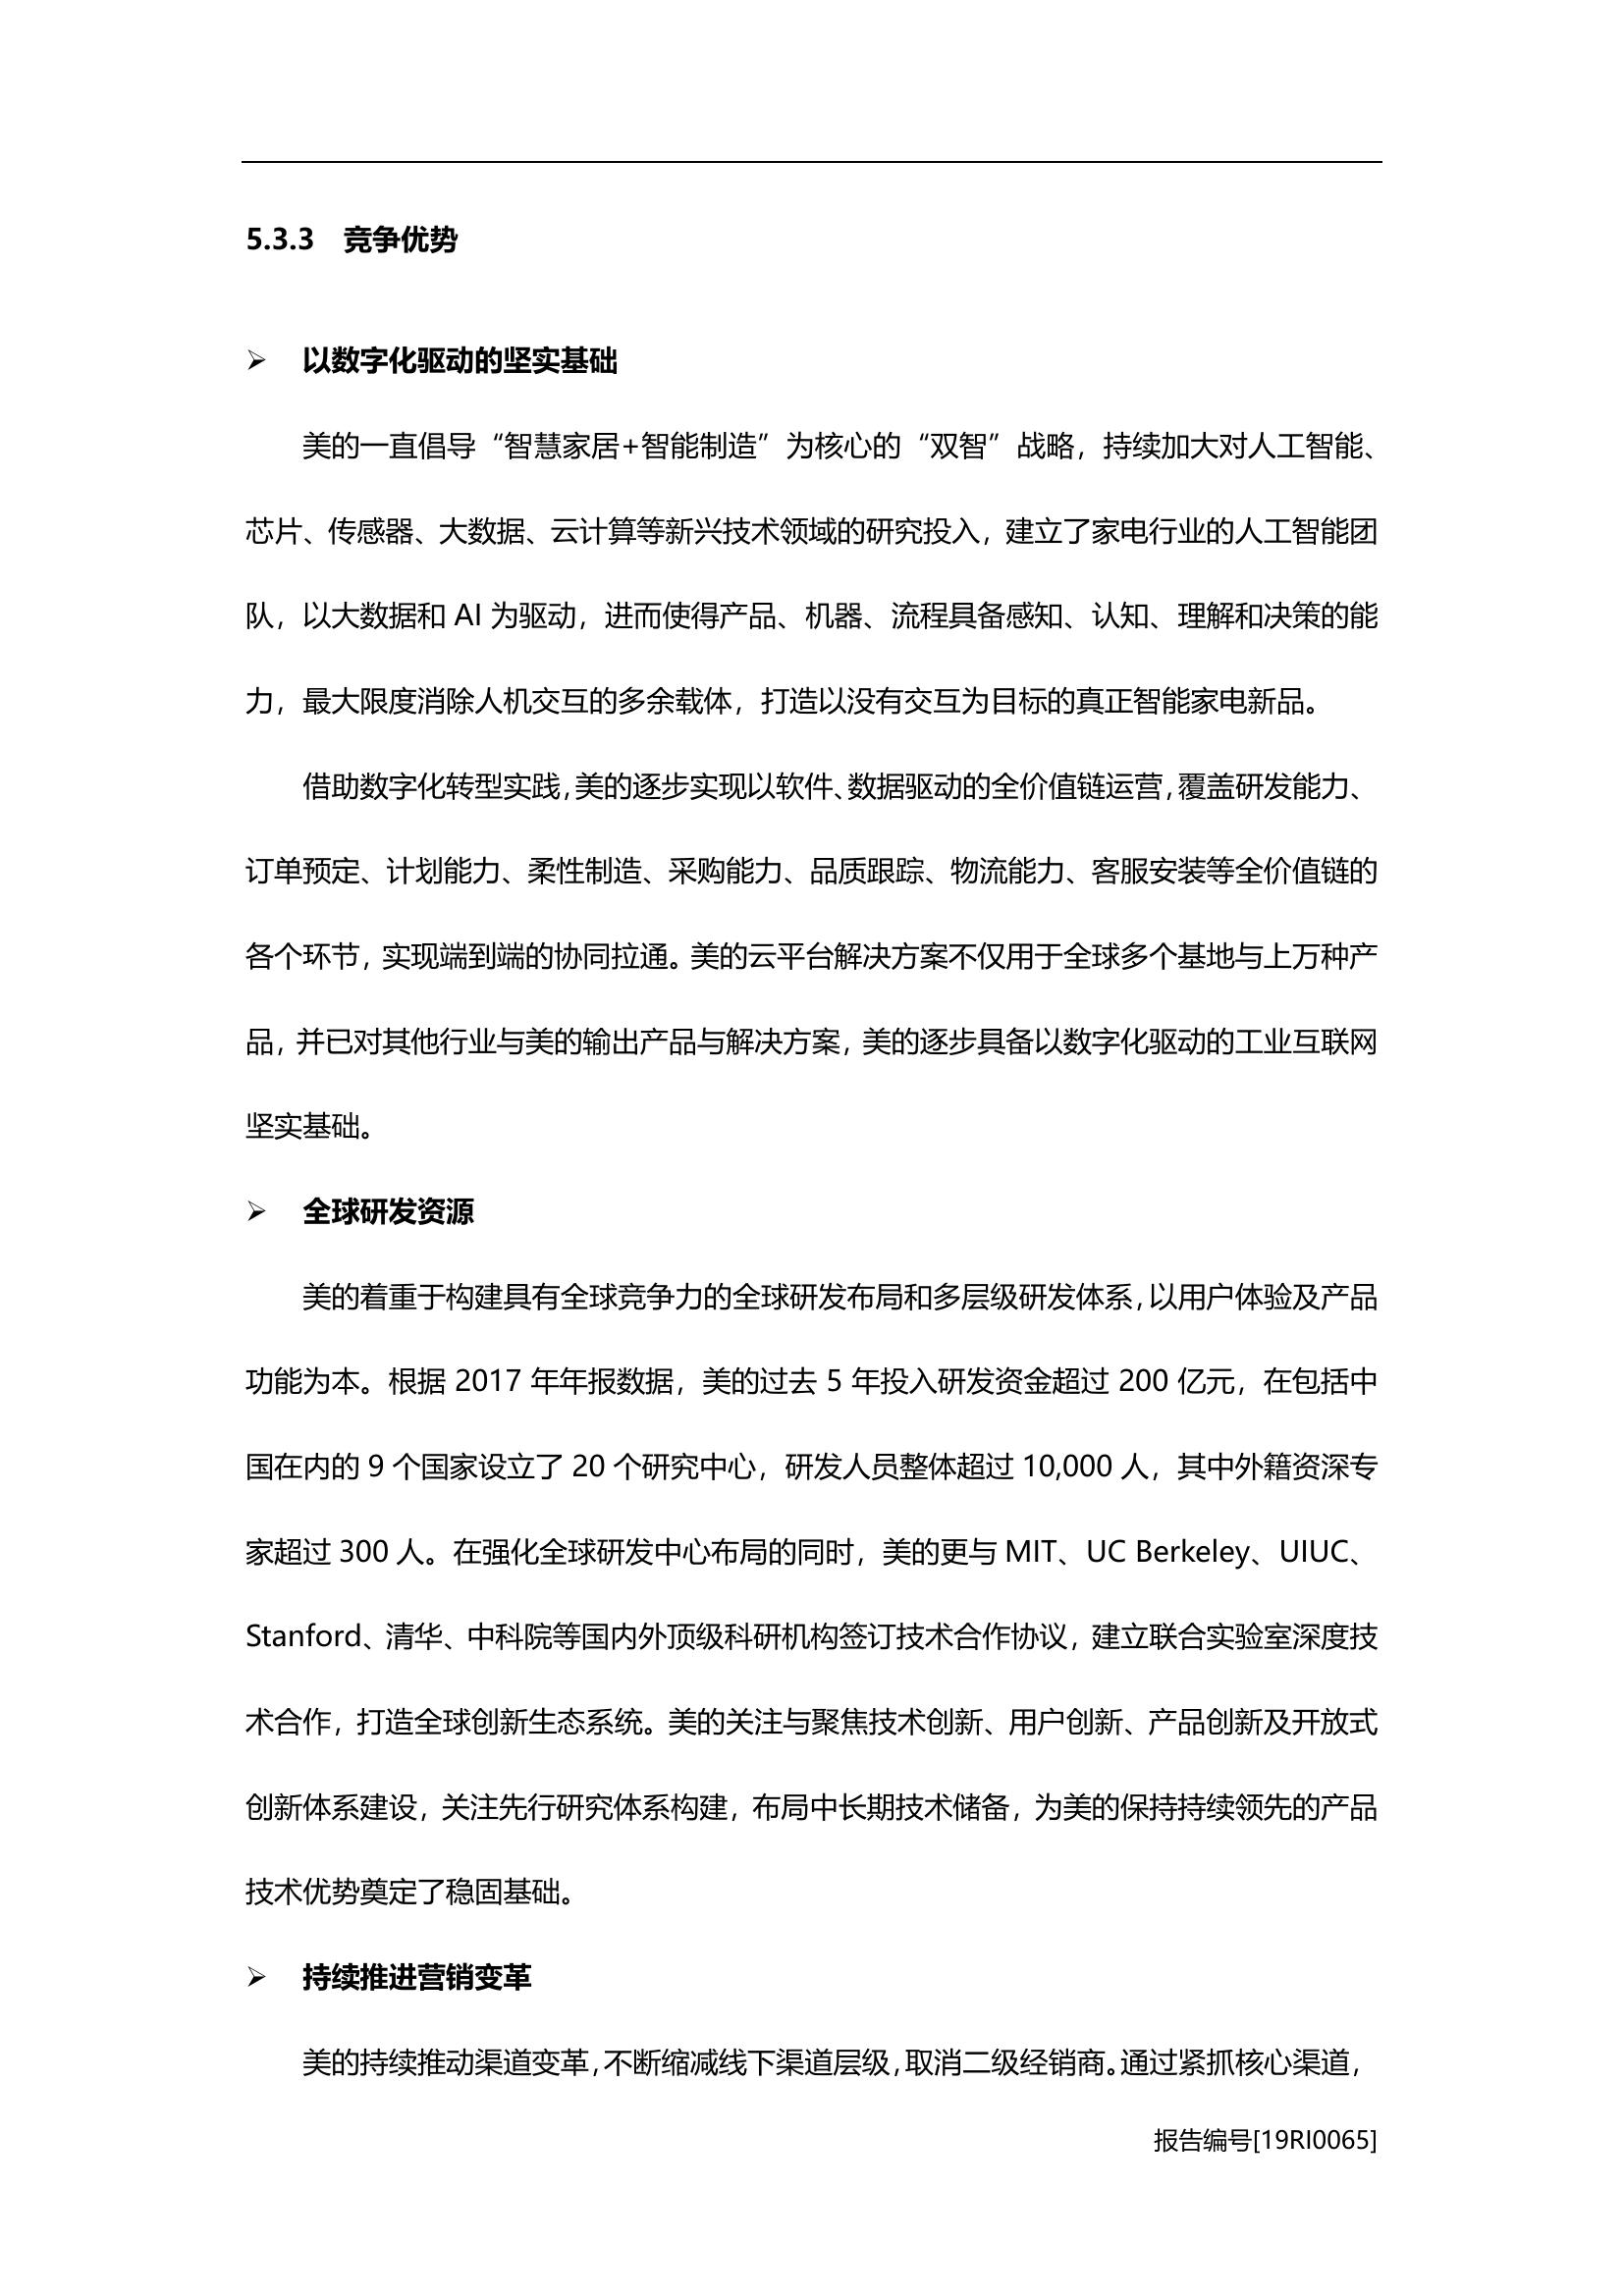 5.3.3 竞争优势
➢ 以数字化驱动的坚实基础
美的一直倡导“智慧家居+智能制造”为核心的“双智”战略，持续加大对人工智能、
芯片、传感器、大数据、云计算等新兴技术领域的研究投入，建立了家电行业的人工智能团
队，以大数据和 AI 为驱动，进而使得产品、机器、流程具备感知、认知、理解和决策的能
力，最大限度消除人机交互的多余载体，打造以没有交互为目标的真正智能家电新品。
借助数字化转型实践，美的逐步实现以软件、数据驱动的全价值链运营，覆盖研发能力、
订单预定、计划能力、柔性制造、采购能力、品质跟踪、物流能力、客服安装等全价值链的
各个环节，实现端到端的协同拉通。美的云平台解决方案不仅用于全球多个基地与上万种产
品，并已对其他行业与美的输出产品与解决方案，美的逐步具备以数字化驱动的工业互联网
坚实基础。
➢ 全球研发资源
美的着重于构建具有全球竞争力的全球研发布局和多层级研发体系，以用户体验及产品
功能为本。根据 2017 年年报数据，美的过去 5 年投入研发资金超过 200 亿元，在包括中
国在内的 9 个国家设立了 20 个研究中心，研发人员整体超过 10,000 人，其中外籍资深专
家超过 300 人。在强化全球研发中心布局的同时，美的更与 MIT、UC Berkeley、UIUC、
Stanford、清华、中科院等国内外顶级科研机构签订技术合作协议，建立联合实验室深度技
术合作，打造全球创新生态系统。美的关注与聚焦技术创新、用户创新、产品创新及开放式
创新体系建设，关注先行研究体系构建，布局中长期技术储备，为美的保持持续领先的产品
技术优势奠定了稳固基础。
➢ 持续推进营销变革
美的持续推动渠道变革，不断缩减线下渠道层级，取消二级经销商。通过紧抓核心渠道，
报告编号[19RI0065]